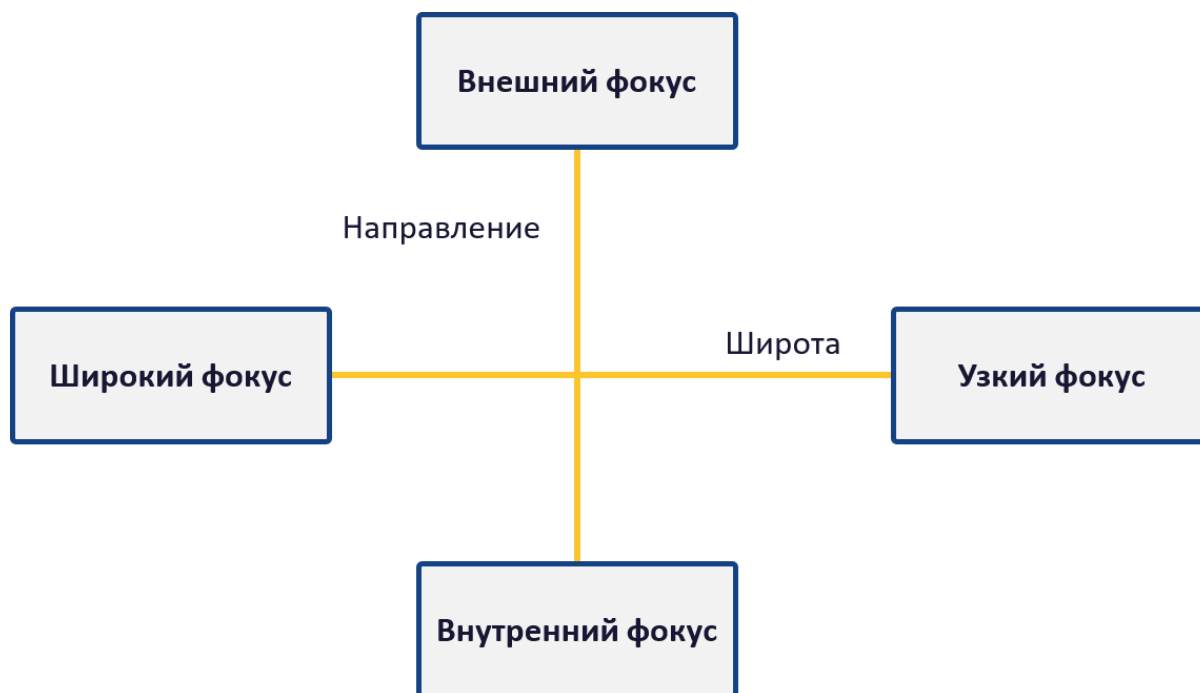 Внешний фокус
Направление
Широта
Широкий фокус
Узкий фокус
Внутренний фокус